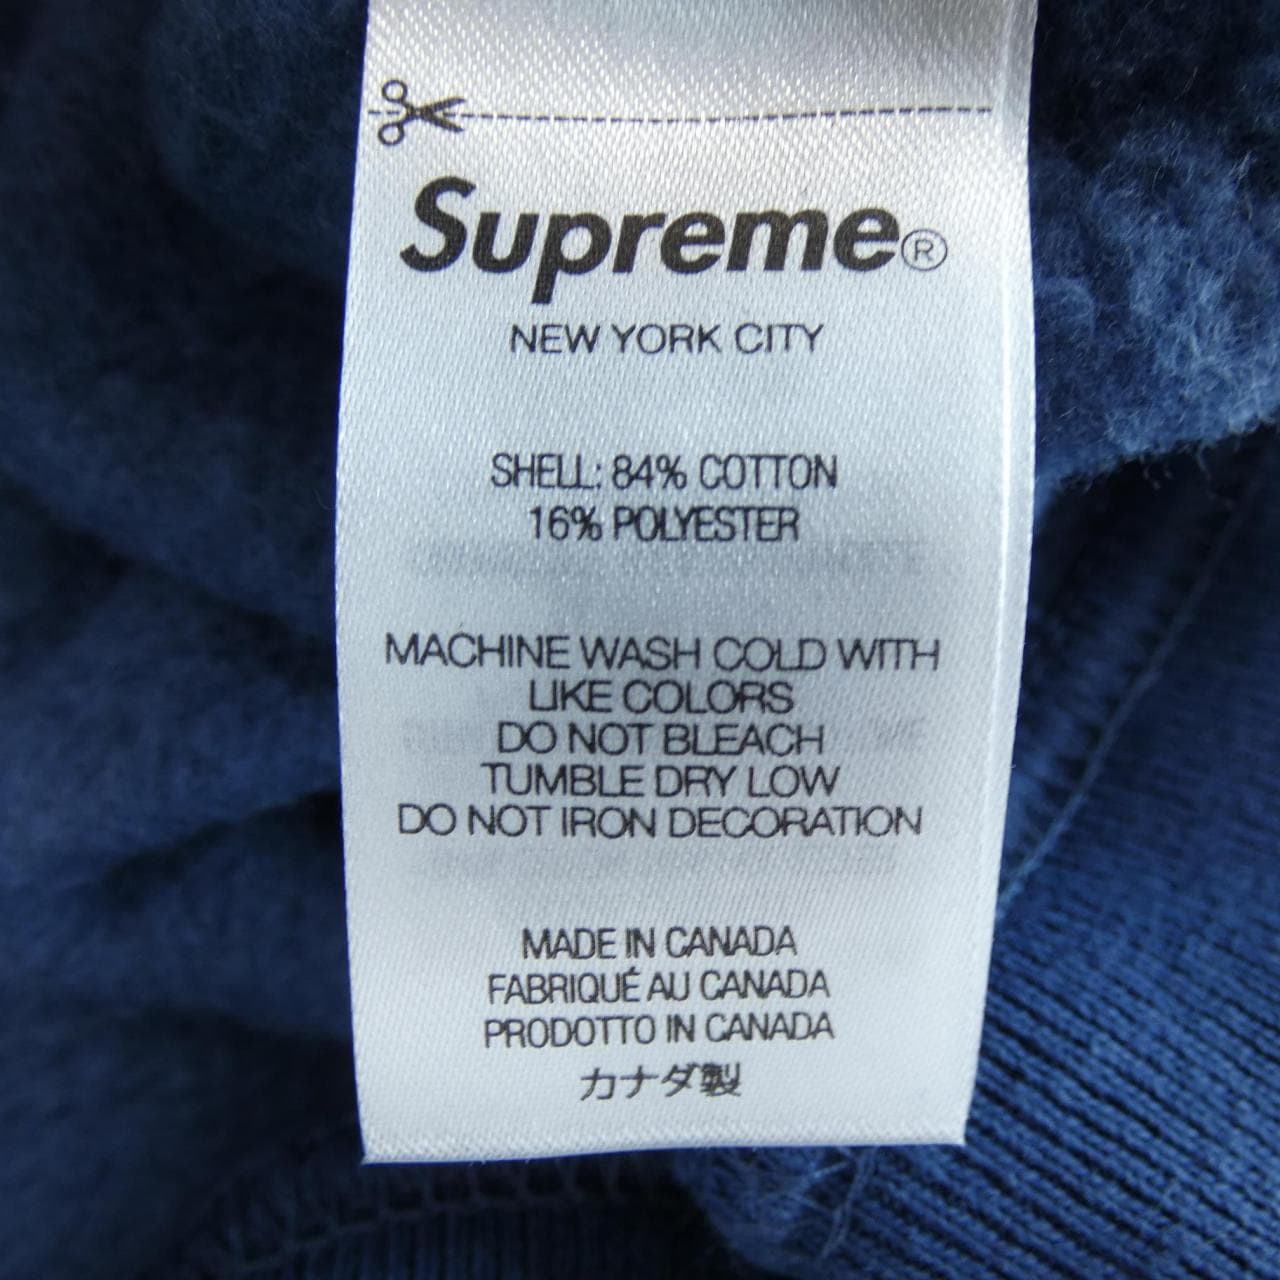 Supreme®
NEW YORK CITY
SHELL: 84% COTTON
16% POLYESTER
MACHINE WASH COLD WITH
LIKE COLORS
DO NOT BLEACH
TUMBLE DRY LOW
DO NOT IRON DECORATION
MADE IN CANADA
FABRIQUÉ AU CANADA
PRODOTTO IN CANADA
カナダ製